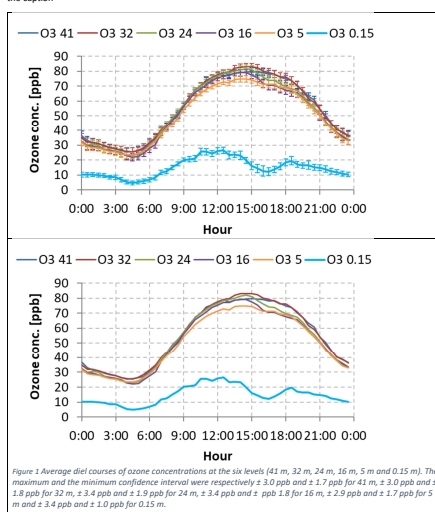 the caption
O3 41 O3 32 O3 24 O3 16 O3 5 O3 0.15
Ozone conc. [ppb]
90
80
70
60
50
40
30
20
10
0
0:00 3:00 6:00 9:00 12:00 15:00 18:00 21:00 0:00
Hour
O3 41 O3 32 O3 24 O3 16 O3 5 O3 0.15
Ozone conc. [ppb]
90
80
70
60
50
40
30
20
10
0
0:00 3:00 6:00 9:00 12:00 15:00 18:00 21:00 0:00
Hour
Figure 1 Average diel courses of ozone concentrations at the six levels (41 m, 32 m, 24 m, 16 m, 5 m and 0.15 m). The
maximum and the minimum confidence interval were respectively ± 3.0 ppb and ± 1.7 ppb for 41 m, ± 3.0 ppb and ±
1.8 ppb for 32 m, ± 3.4 ppb and ± 1.9 ppb for 24 m, ± 3.4 ppb and ± ppb 1.8 for 16 m, ± 2.9 ppb and ± 1.7 ppb for 5
m and ± 3.4 ppb and ± 1.0 ppb for 0.15 m.